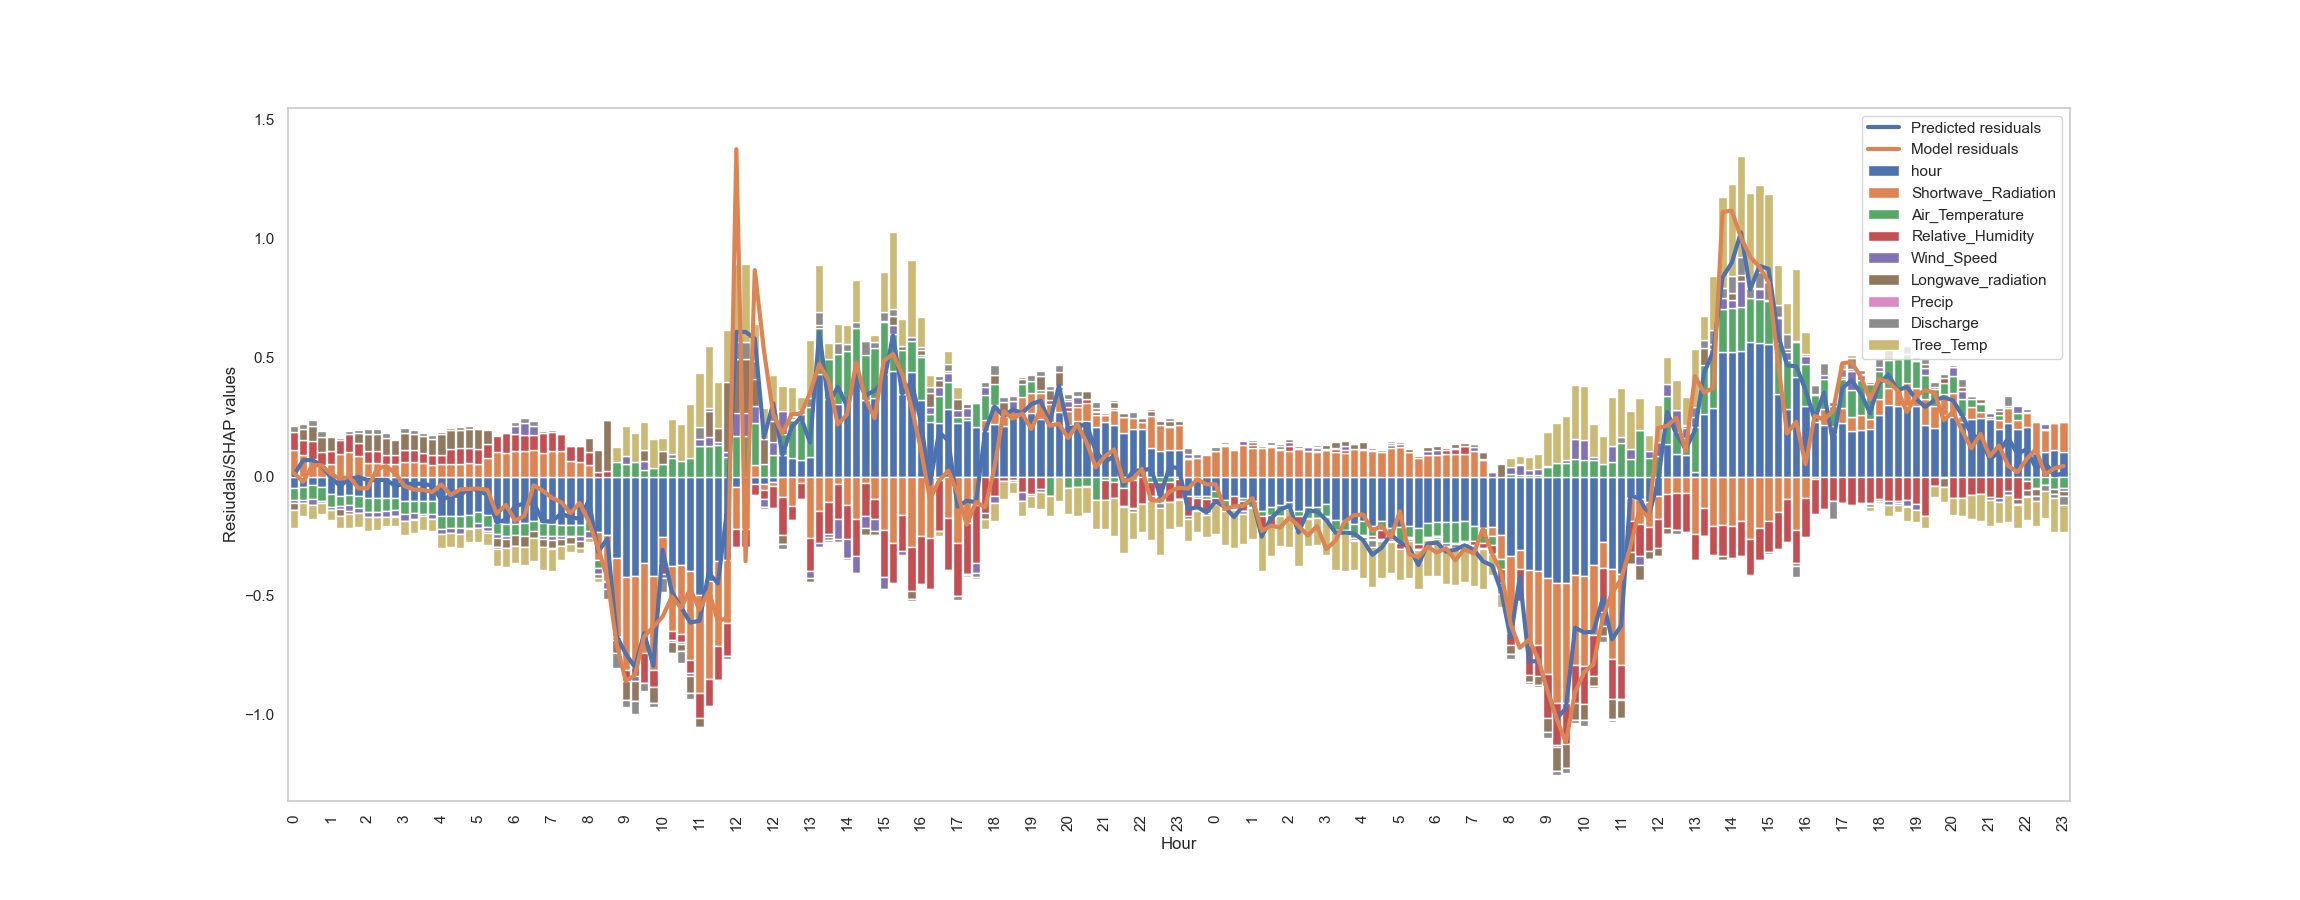 1.5
1.0
0.5
0.0
−0.5
−1.0
Resiudals/SHAP values
Predicted residuals
Model residuals
hour
Shortwave_Radiation
Air_Temperature
Relative_Humidity
Wind_Speed
Longwave_radiation
Precip
Discharge
Tree_Temp
0 1 2 3 4 5 6 7 8 9 10 11 12 12 13 14 15 16 17 18 19 20 21 22 23 0 1 2 3 4 5 6 7 8 9 10 11 12 13 14 15 16 17 18 19 20 21 22 23
Hour